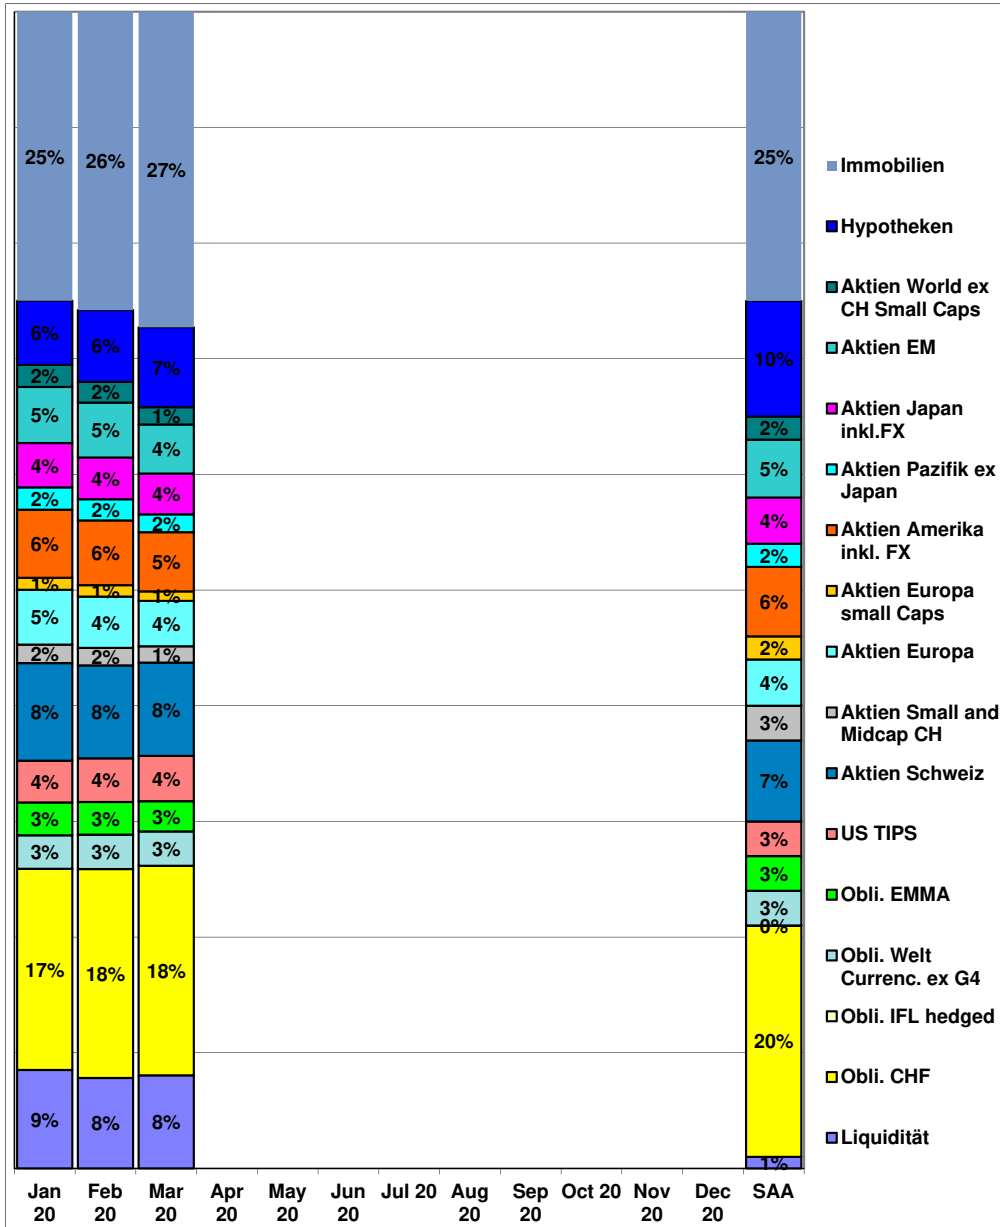 25%
6%
2%
5%
4%
2%
6%
1%
5%
2%
8%
4%
3%
3%
17%
9%
26%
6%
2%
5%
4%
2%
6%
1%
4%
2%
8%
4%
3%
3%
18%
8%
27%
7%
1%
4%
4%
2%
5%
1%
4%
1%
8%
4%
3%
3%
18%
8%
25%
10%
2%
5%
4%
2%
6%
2%
4%
3%
7%
3%
3%
3%
0%
20%
1%
Immobilien
Hypotheken
Aktien World ex
CH Small Caps
Aktien EM
Aktien Japan
inkl.FX
Aktien Pazifik ex
Japan
Aktien Amerika
inkl. FX
Aktien Europa
small Caps
Aktien Europa
Aktien Small and
Midcap CH
Aktien Schweiz
US TIPS
Obli. EMMA
Obli. Welt
Currenc. ex G4
Obli. IFL hedged
Obli. CHF
Liquidität
Jan
20
Feb
20
Mar
20
Apr
20
May
20
Jun
20
Jul 20
Aug
20
Sep
20
Oct 20
Nov
20
Dec
20
SAA